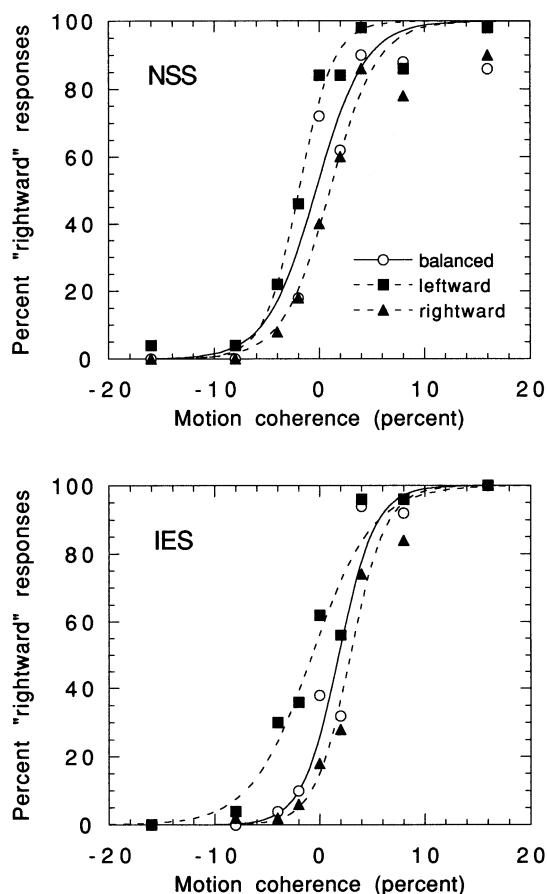 100
80
60
40
20
0
Percent "rightward" responses
NSS
balanced
leftward
rightward
-20 -10 0 10 20
Motion coherence (percent)
100
80
60
40
20
0
Percent "rightward" responses
IES
-20 -10 0 10 20
Motion coherence (percent)